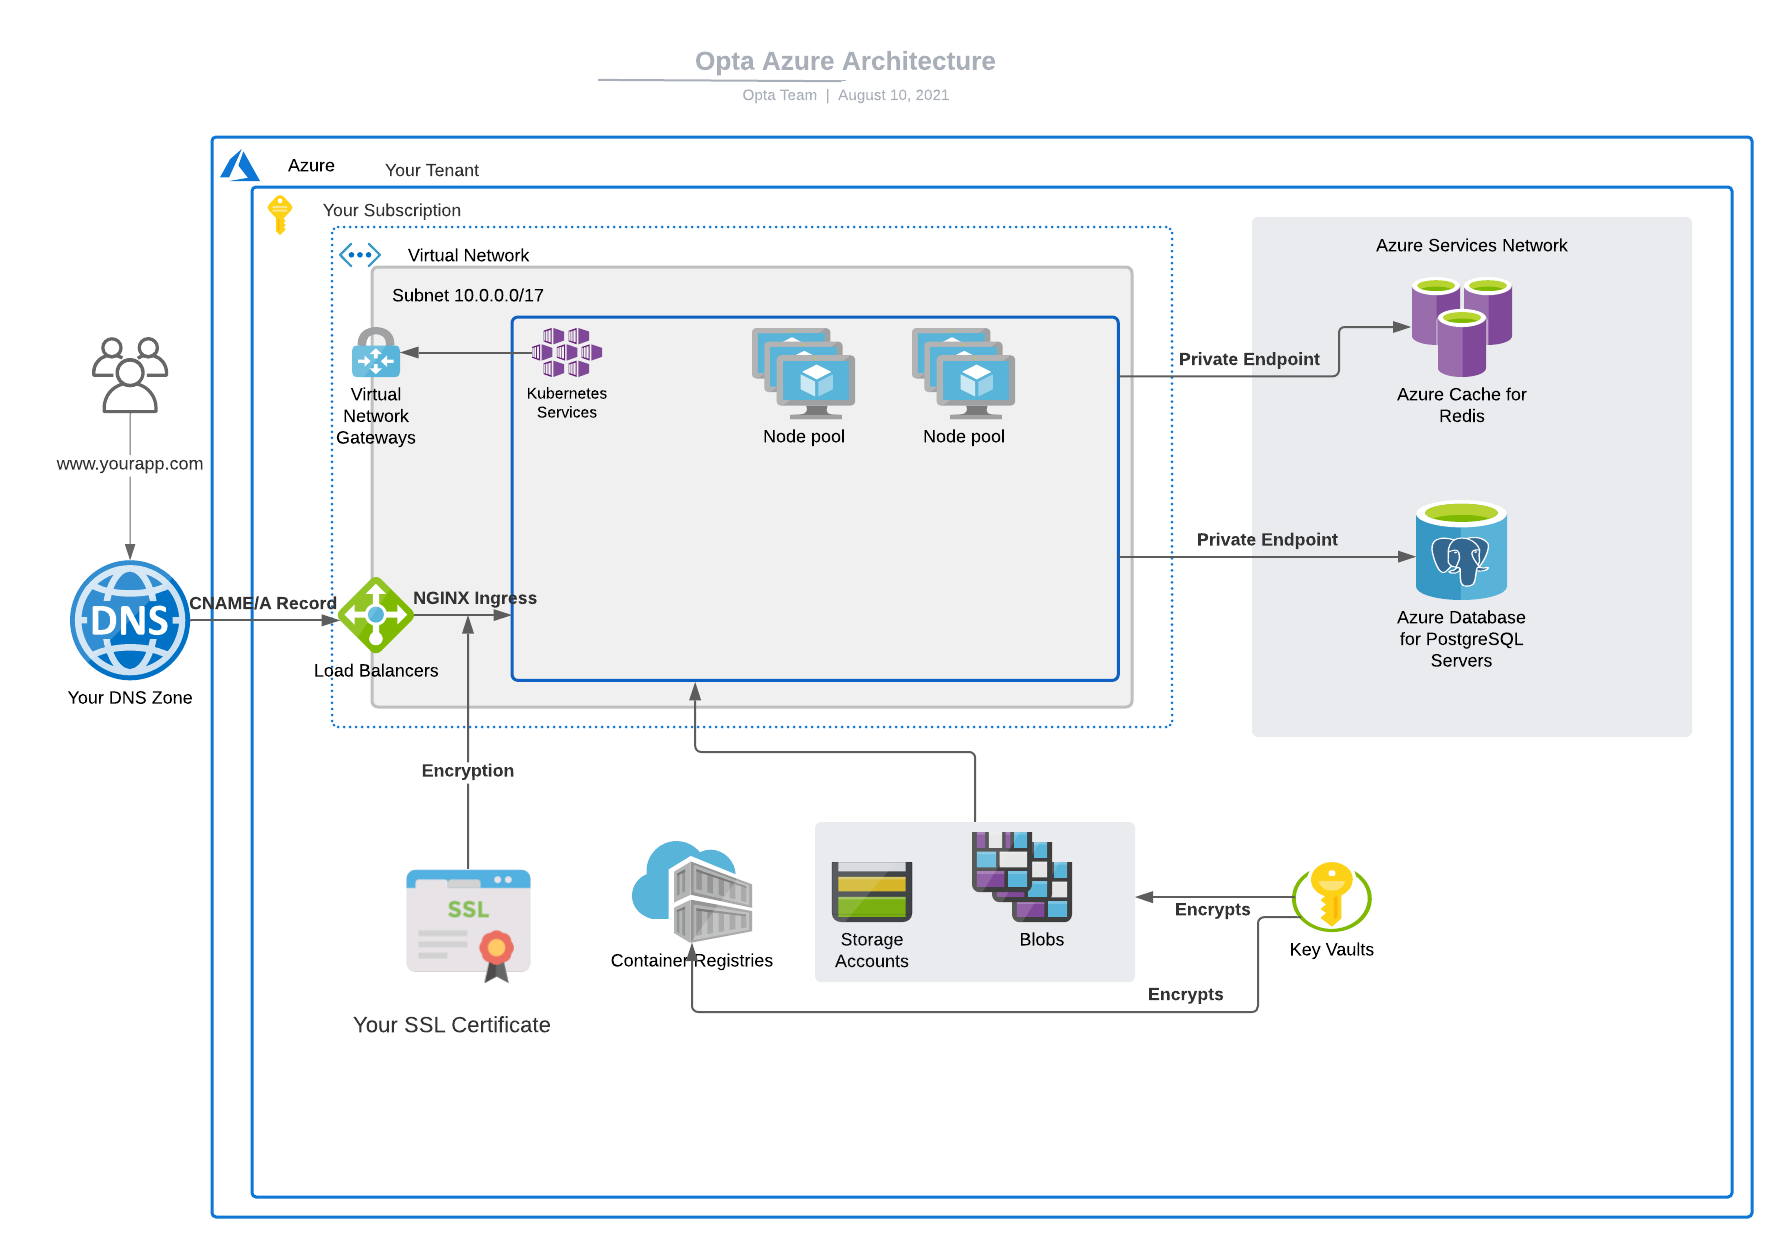 Opta Azure Architecture
Opta Team | August 10, 2021
Azure
Your Tenant
Your Subscription
Virtual Network
Subnet 10.0.0.0/17
Azure Services Network
Virtual
Network
Gateways
Kubernetes
Services
Node pool
Node pool
Private Endpoint
Azure Cache for
Redis
www.yourapp.com
Private Endpoint
DNS
Your DNS Zone
CNAME/A Record
NGINX Ingress
Load Balancers
Azure Database
for PostgreSQL
Servers
Encryption
SSL
Your SSL Certificate
Container Registries
Storage
Accounts
Blobs
Encrypts
Key Vaults
Encrypts